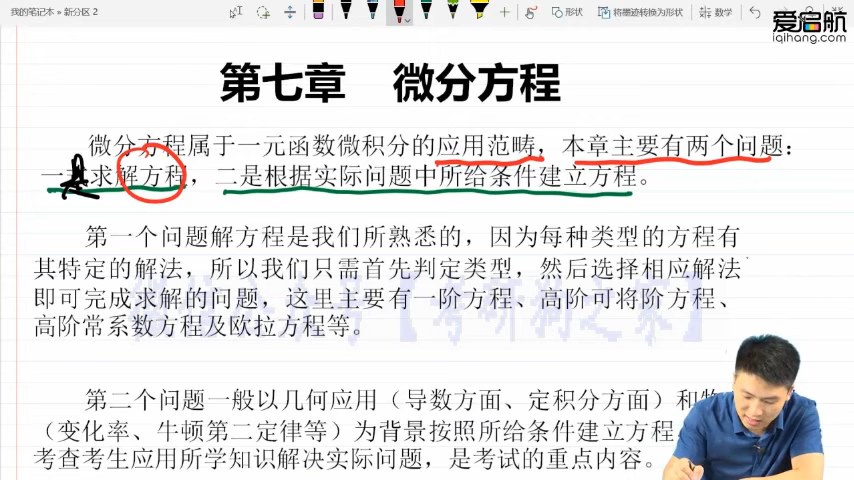 我的笔记本 » 新分区 2
形状
将墨迹转换为形状
数学
爱启航
iqihang.com
第七章 微分方程
微分方程属于一元函数微积分的应用范畴，本章主要有两个问题：
一是求解方程，二是根据实际问题中所给条件建立方程。
第一个问题解方程是我们所熟悉的，因为每种类型的方程有
其特定的解法，所以我们只需首先判定类型，然后选择相应解法
即可完成求解的问题，这里主要有一阶方程、高阶可将阶方程、
高阶常系数方程及欧拉方程等。
第二个问题一般以几何应用（导数方面、定积分方面）和
（变化率、牛顿第二定律等）为背景按照所给条件建立方程
考查考生应用所学知识解决实际问题，是考试的重点内容。